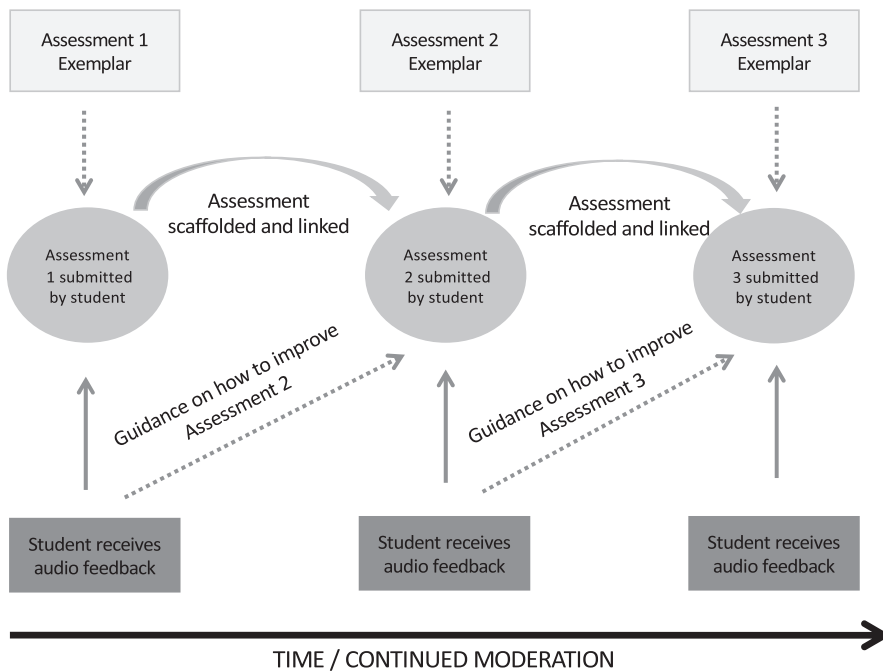 Assessment 1
Exemplar
Assessment 2
Exemplar
Assessment 3
Exemplar
Assessment
scaffolded and linked
Assessment
scaffolded and linked
Assessment
1 submitted
by student
Assessment
2 submitted
by student
Assessment
3 submitted
by student
Guidance on how to improve
Assessment 2
Guidance on how to improve
Assessment 3
Student receives
audio feedback
Student receives
audio feedback
Student receives
audio feedback
TIME / CONTINUED MODERATION